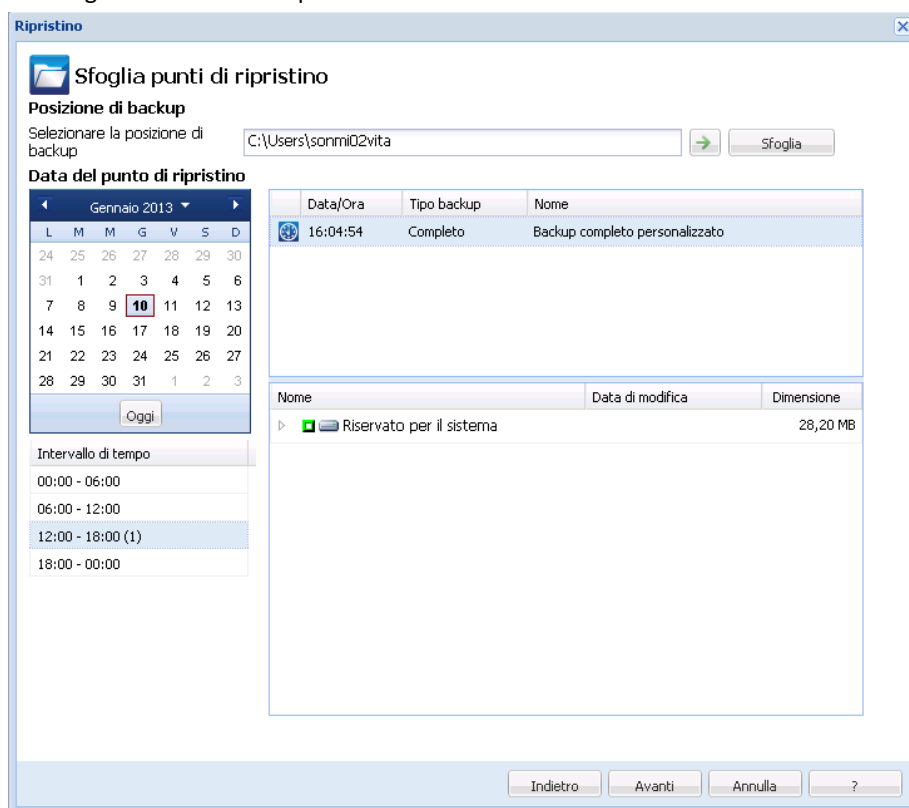 Ripristino
Sfoglia punti di ripristino
Posizione di backup
Selezionare la posizione di
backup
C:\Users\sonmi02vita
Sfoglia
Data del punto di ripristino
Gennaio 2013
L M M G V S D
24 25 26 27 28 29 30
31 1 2 3 4 5 6
7 8 9 10 11 12 13
14 15 16 17 18 19 20
21 22 23 24 25 26 27
28 29 30 31 1 2 3
Oggi
Intervallo di tempo
00:00 - 06:00
06:00 - 12:00
12:00 - 18:00 (1)
18:00 - 00:00
Data/Ora Tipo backup Nome
16:04:54 Completo Backup completo personalizzato
Nome Data di modifica Dimensione
Riservato per il sistema 28,20 MB
Indietro Avanti Annulla ?